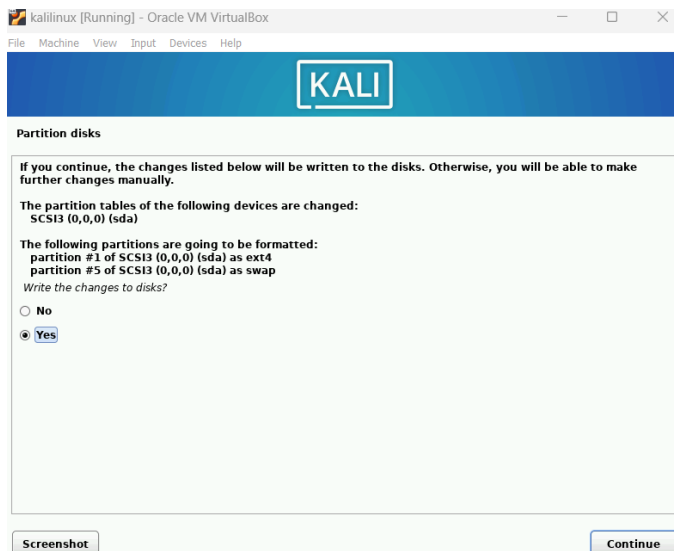 kalilinux [Running] - Oracle VM VirtualBox
File Machine View Input Devices Help
KALI
Partition disks
If you continue, the changes listed below will be written to the disks. Otherwise, you will be able to make
further changes manually.
The partition tables of the following devices are changed:
SCSI3 (0,0,0) (sda)
The following partitions are going to be formatted:
partition #1 of SCSI3 (0,0,0) (sda) as ext4
partition #5 of SCSI3 (0,0,0) (sda) as swap
Write the changes to disks?
No
Yes
Screenshot
Continue